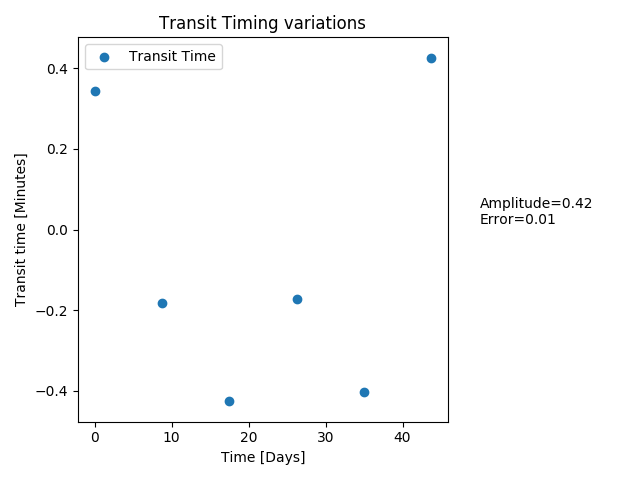 Transit Timing variations
Transit Time
0.4
0.2
0.0
−0.2
−0.4
Transit time [Minutes]
0
10
20
30
40
Time [Days]
Amplitude=0.42
Error=0.01